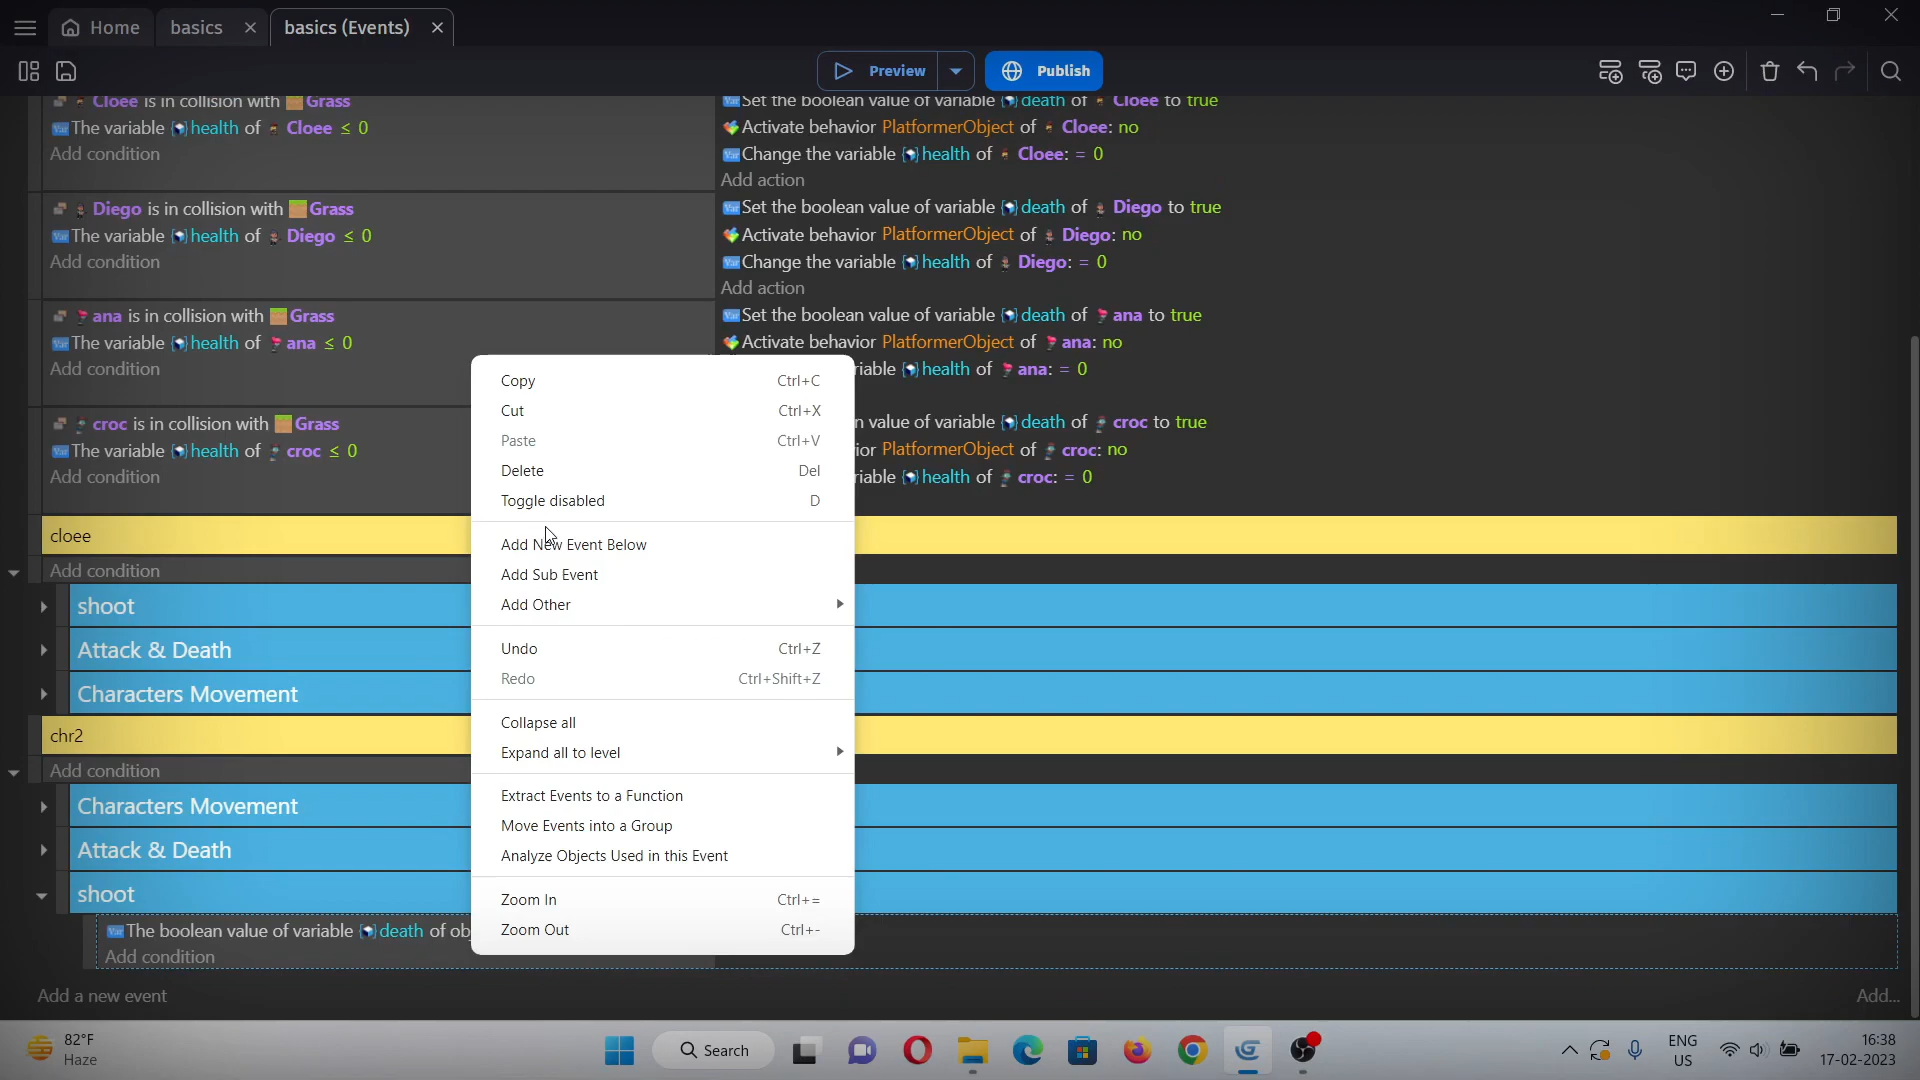 Home
basics
basics (Events)
Preview
Publish
Cloee is in collision with Grass
Set the boolean value of variable death of Cloee to true
The variable health of Cloee ≤ 0
Activate behavior PlatformerObject of Cloee: no
Add condition
Change the variable health of Cloee: = 0
Add action
Diego is in collision with Grass
Set the boolean value of variable death of Diego to true
The variable health of Diego ≤ 0
Activate behavior PlatformerObject of Diego: no
Add condition
Change the variable health of Diego: = 0
Add action
ana is in collision with Grass
Set the boolean value of variable death of ana to true
The variable health of ana ≤ 0
Activate behavior PlatformerObject of ana: no
Add condition
riable health of ana: = 0
croc is in collision with Grass
n value of variable death of croc to true
The variable health of croc ≤ 0
ior PlatformerObject of croc: no
Add condition
riable health of croc: = 0
cloee
Add condition
shoot
Attack & Death
Characters Movement
chr2
Add condition
Characters Movement
Attack & Death
shoot
The boolean value of variable death of ob
Add condition
Add a new event
Add...
Copy Ctrl+C
Cut Ctrl+X
Paste Ctrl+V
Delete Del
Toggle disabled D
Add New Event Below
Add Sub Event
Add Other
Undo Ctrl+Z
Redo Ctrl+Shift+Z
Collapse all
Expand all to level
Extract Events to a Function
Move Events into a Group
Analyze Objects Used in this Event
Zoom In Ctrl+=
Zoom Out Ctrl+-
82°F
Haze
Search
ENG
US
16:38
17-02-2023